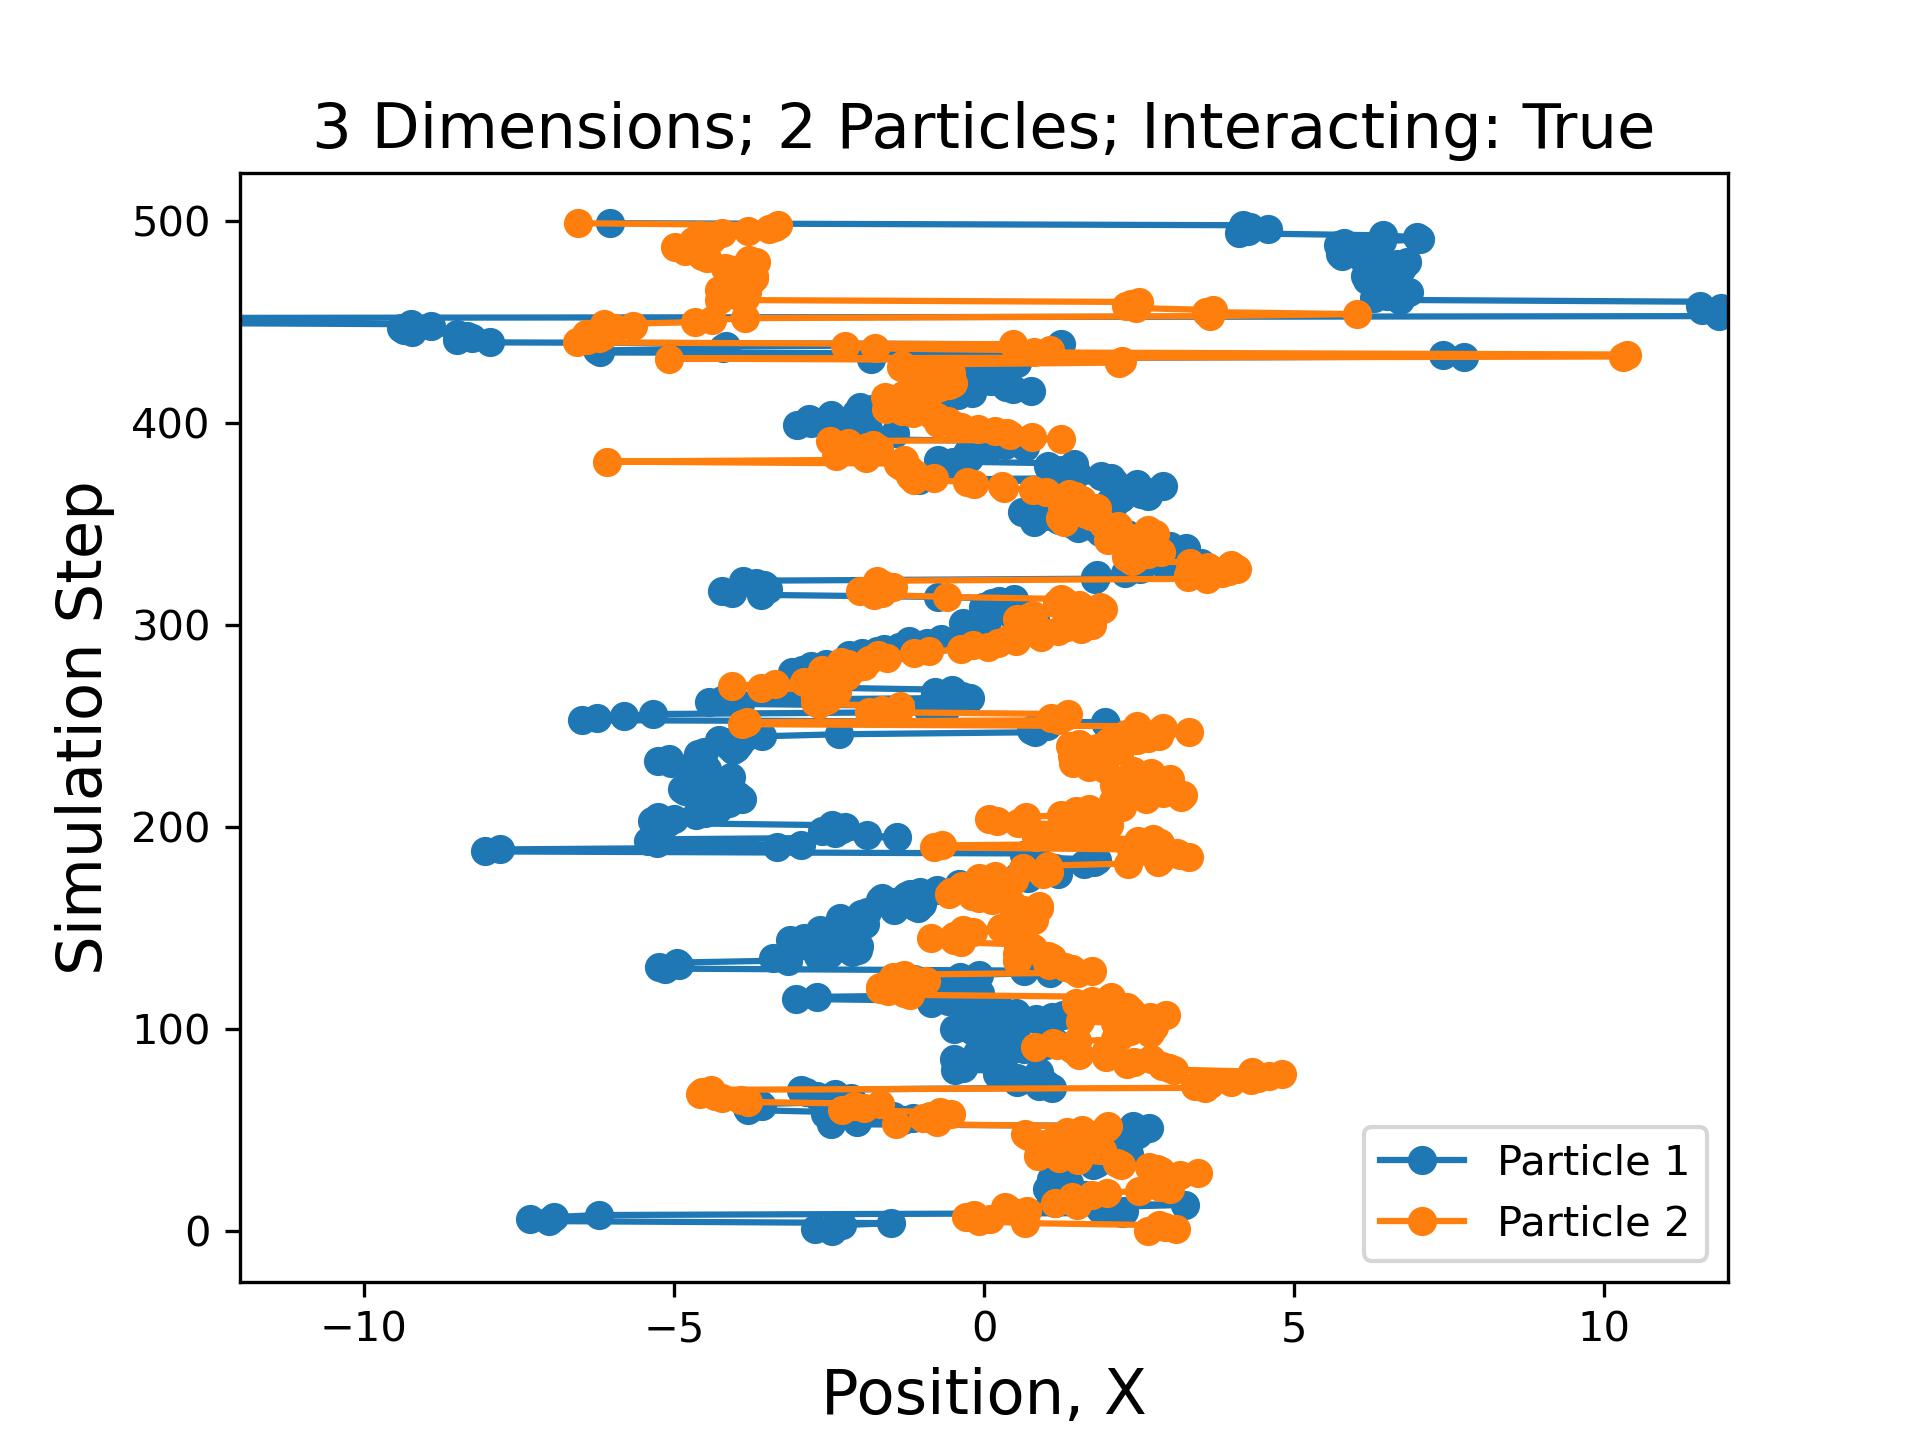 3 Dimensions; 2 Particles; Interacting: True
Simulation Step
500
400
300
200
100
0
−10
−5
0
5
10
Position, X
Particle 1
Particle 2